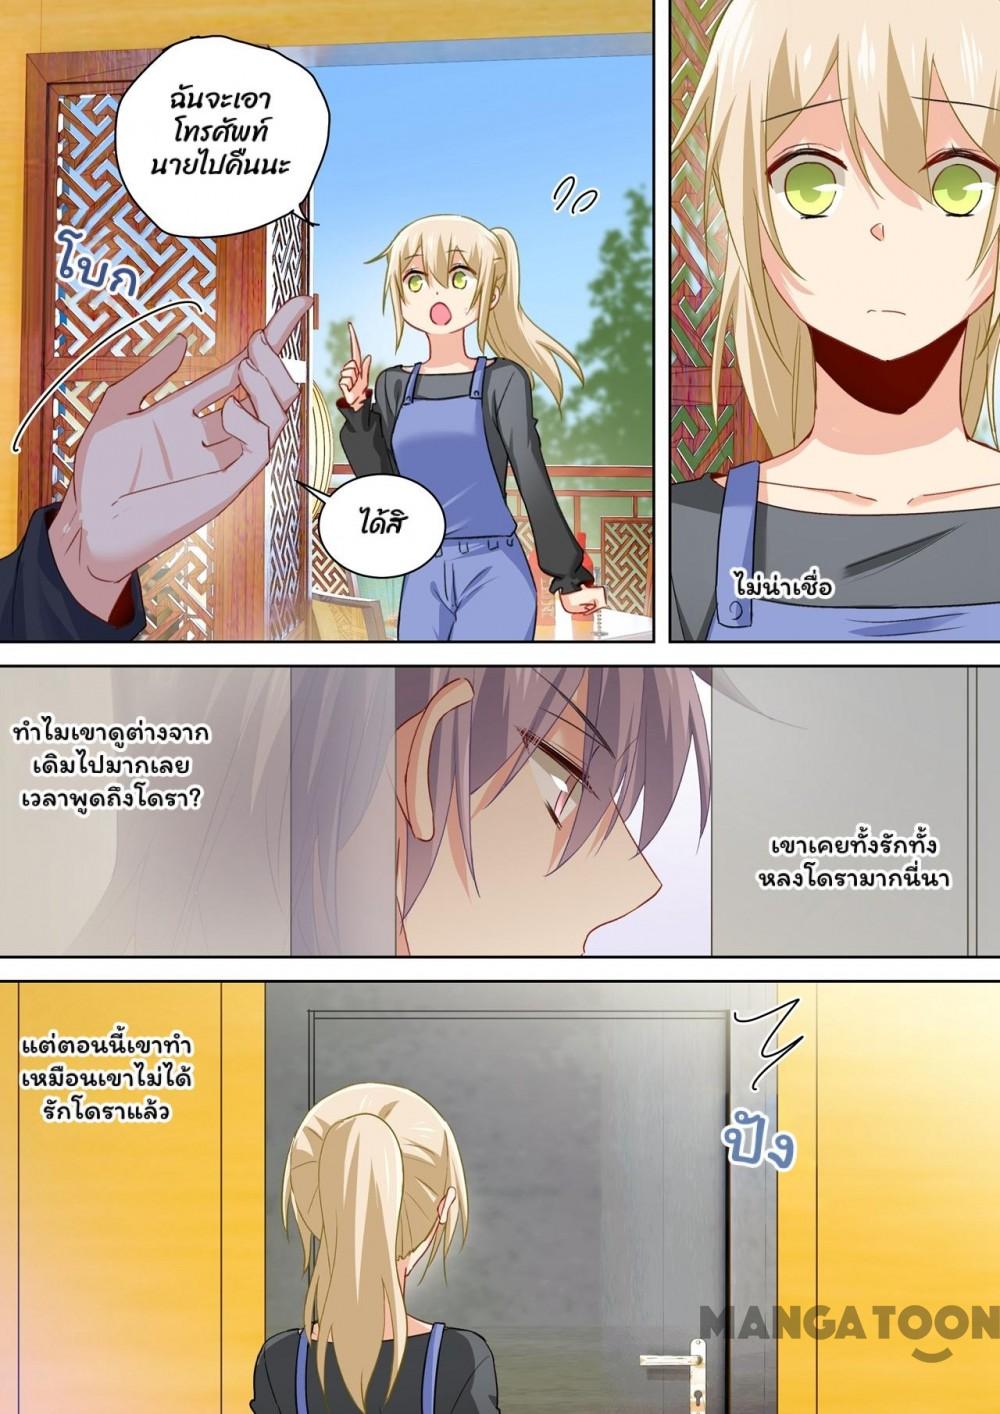 ฉันจะเอา
โทรศัพท์
นายไปคืนนะ
โบก
ได้สิ
ไม่น่าเชื่อ
ทำไมเขาดูต่างจาก
เดิมไปมากเลย
เวลาพูดถึงโดรา?
เขาเคยทั้งรักทั้ง
หลงโดรามากนี่นา
แต่ตอนนี้เขาทำ
เหมือนเขาไม่ได้
รักโดราแล้ว
ปัง
MANGATOON